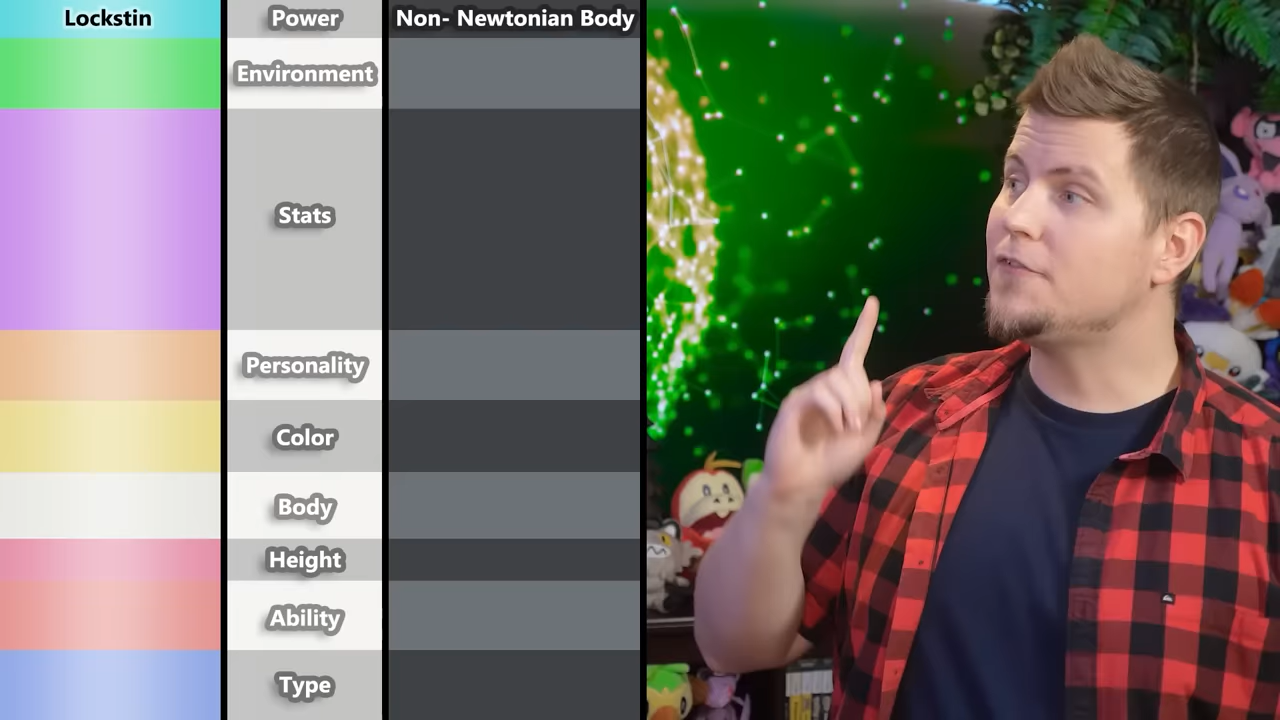 Lockstin
Power
Non- Newtonian Body
Environment
Stats
Personality
Color
Body
Height
Ability
Type